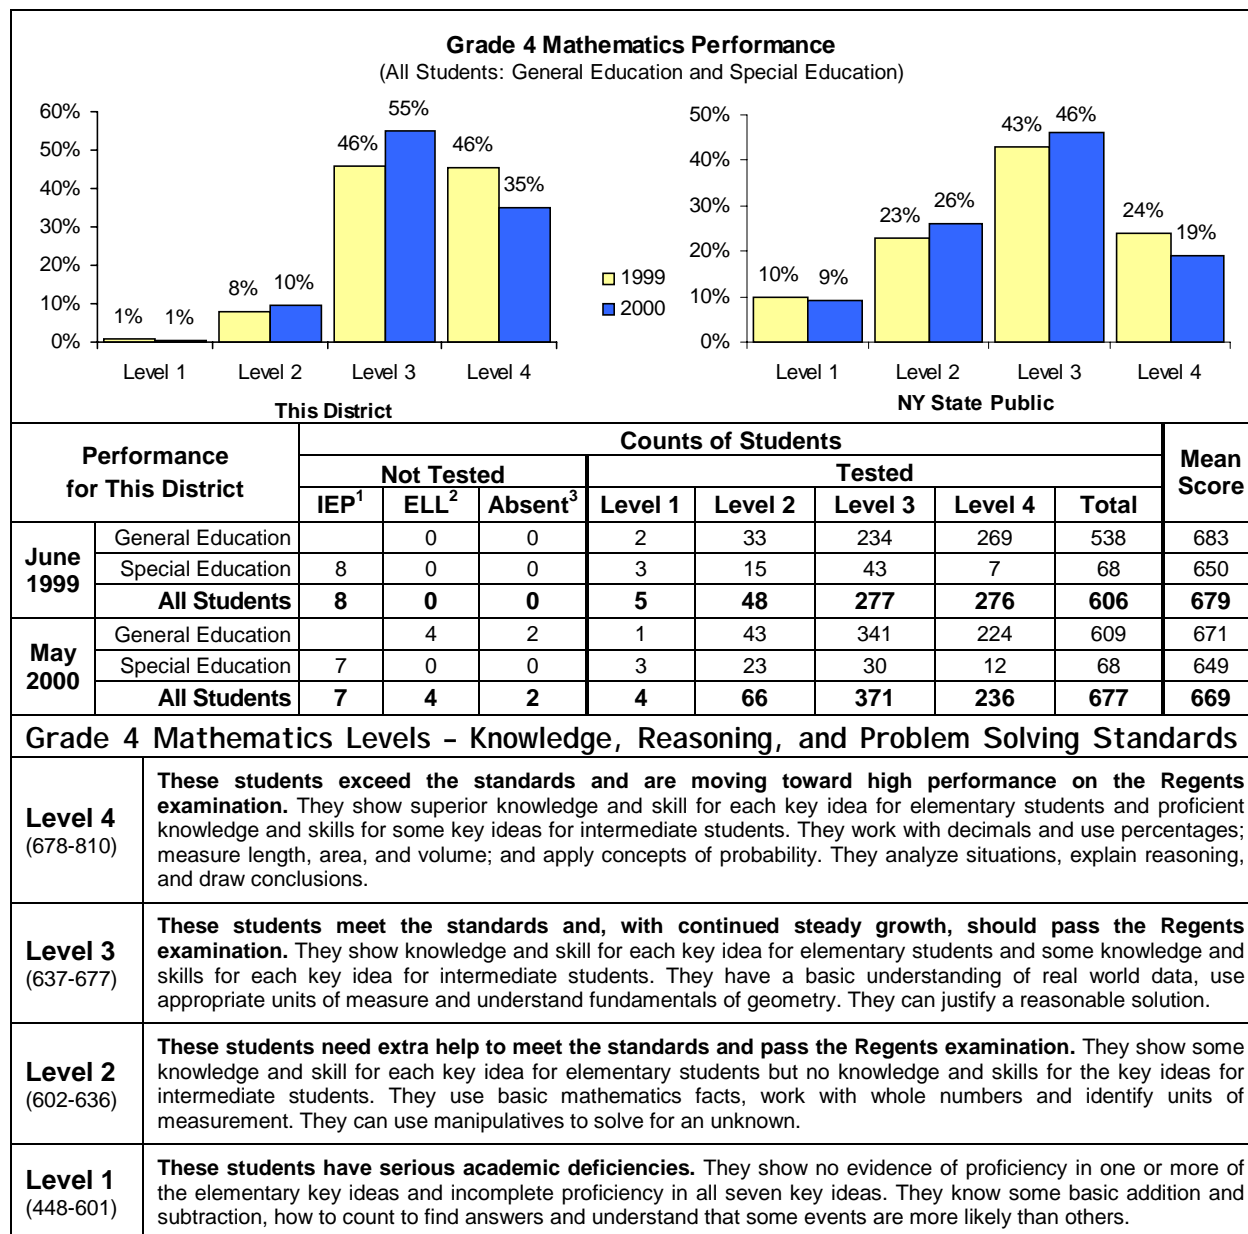 Grade 4 Mathematics Performance
(All Students: General Education and Special Education)
60%
50%
40%
30%
20%
10%
0%
1%
1%
8%
10%
46%
55%
46%
35%
Level 1
Level 2
Level 3
Level 4
This District
1999
2000
50%
40%
30%
20%
10%
0%
10%
9%
23%
26%
43%
46%
24%
19%
Level 1
Level 2
Level 3
Level 4
NY State Public
Performance
for This District
Counts of Students
Mean
Score
Not Tested
Tested
IEP1 ELL2 Absent3 Level 1 Level 2 Level 3 Level 4 Total
June
1999
General Education 0 0 2 33 234 269 538 683
Special Education 8 0 0 3 15 43 7 68 650
All Students 8 0 0 5 48 277 276 606 679
May
2000
General Education 4 2 1 43 341 224 609 671
Special Education 7 0 0 3 23 30 12 68 649
All Students 7 4 2 4 66 371 236 677 669
Grade 4 Mathematics Levels – Knowledge, Reasoning, and Problem Solving Standards
Level 4
(678-810)
These students exceed the standards and are moving toward high performance on the Regents
examination. They show superior knowledge and skill for each key idea for elementary students and proficient
knowledge and skills for some key ideas for intermediate students. They work with decimals and use percentages;
measure length, area, and volume; and apply concepts of probability. They analyze situations, explain reasoning,
and draw conclusions.
Level 3
(637-677)
These students meet the standards and, with continued steady growth, should pass the Regents
examination. They show knowledge and skill for each key idea for elementary students and some knowledge and
skills for each key idea for intermediate students. They have a basic understanding of real world data, use
appropriate units of measure and understand fundamentals of geometry. They can justify a reasonable solution.
Level 2
(602-636)
These students need extra help to meet the standards and pass the Regents examination. They show some
knowledge and skill for each key idea for elementary students but no knowledge and skills for the key ideas for
intermediate students. They use basic mathematics facts, work with whole numbers and identify units of
measurement. They can use manipulatives to solve for an unknown.
Level 1
(448-601)
These students have serious academic deficiencies. They show no evidence of proficiency in one or more of
the elementary key ideas and incomplete proficiency in all seven key ideas. They know some basic addition and
subtraction, how to count to find answers and understand that some events are more likely than others.